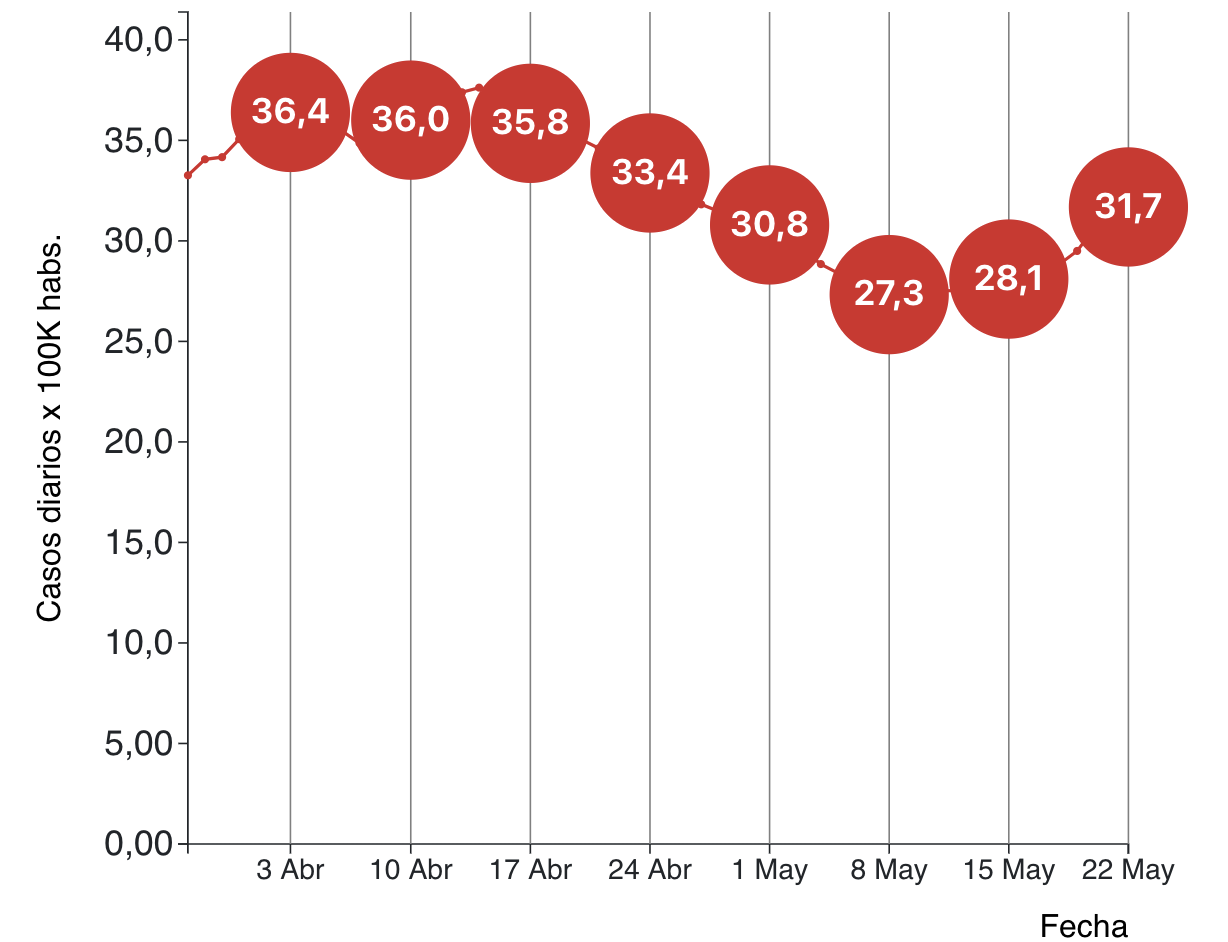 40,0
35,0
30,0
25,0
20,0
15,0
10,0
5,00
0,00
Casos diarios x 100K habs.
36,4
36,0
35,8
33,4
30,8
27,3
28,1
31,7
3 Abr
10 Abr
17 Abr
24 Abr
1 May
8 May
15 May
22 May
Fecha